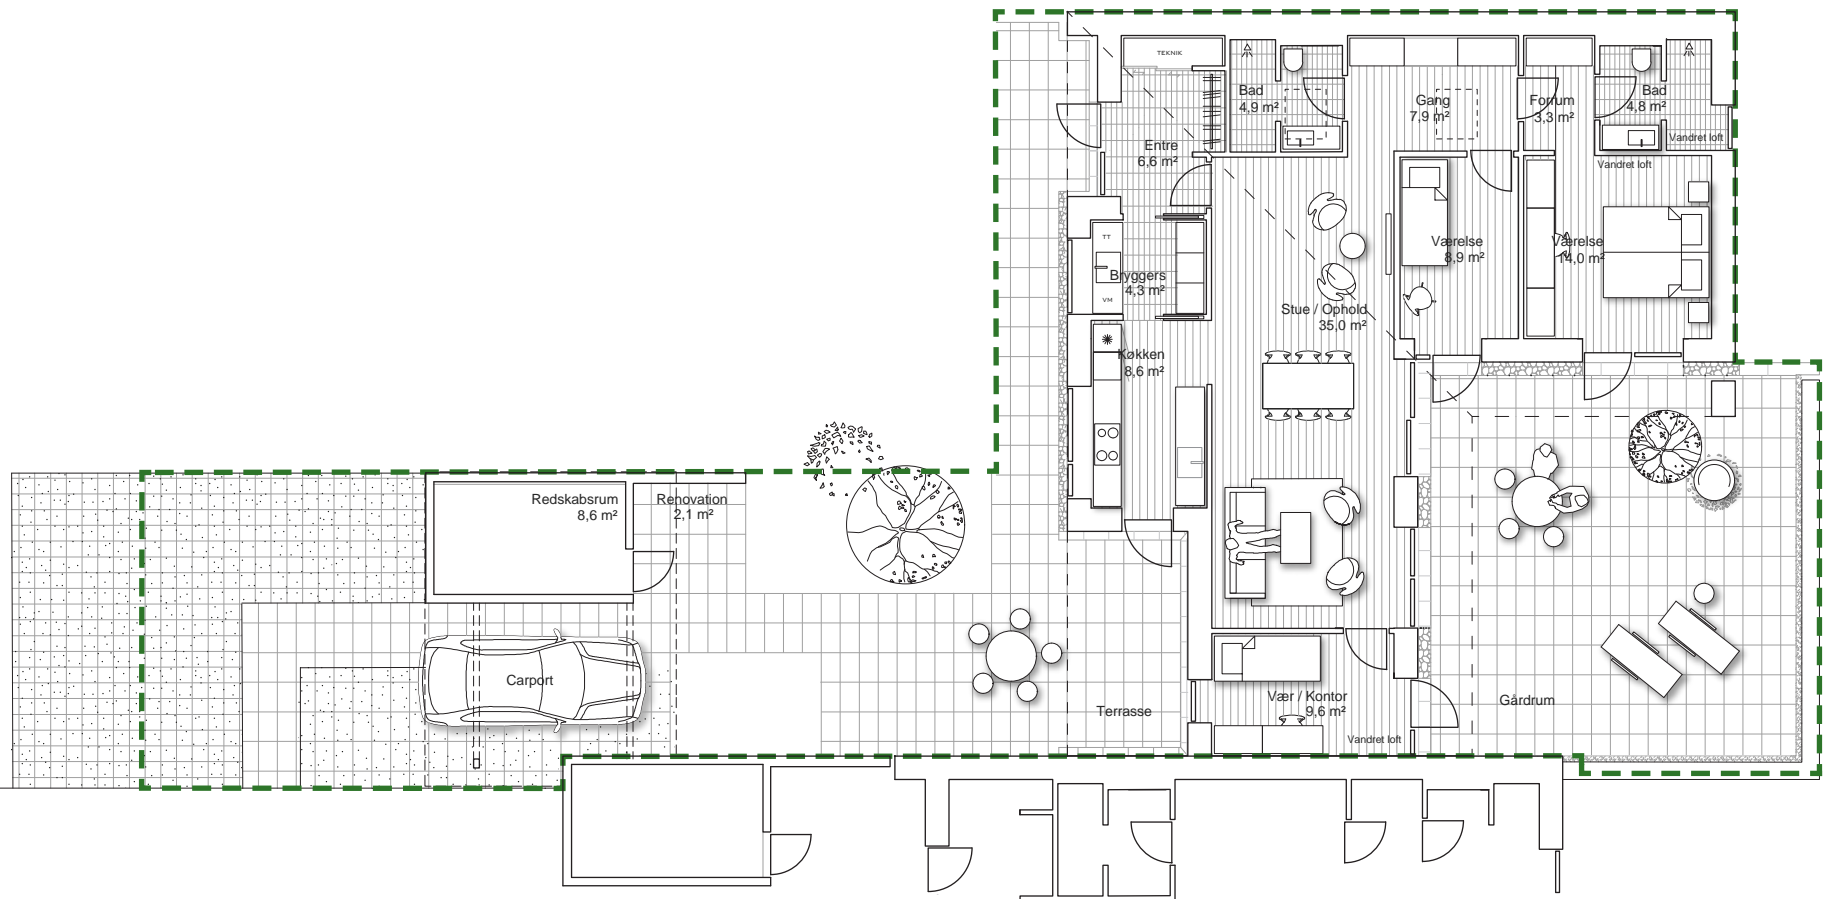 TEKNIK
Bad
4,9 m²
Gang
7,9 m²
Forrum
3,3 m²
Bad
4,8 m²
Vandret loft
Entre
6,6 m²
Vandret loft
TT
Bryggers
4,3 m²
VM
Værelse
8,9 m²
Værelse
14,0 m²
Stue / Ophold
35,0 m²
Køkken
8,6 m²
Redskabsrum
8,6 m²
Renovation
2,1 m²
Carport
Terrasse
Vær / Kontor
9,6 m²
Vandret loft
Gårdrum